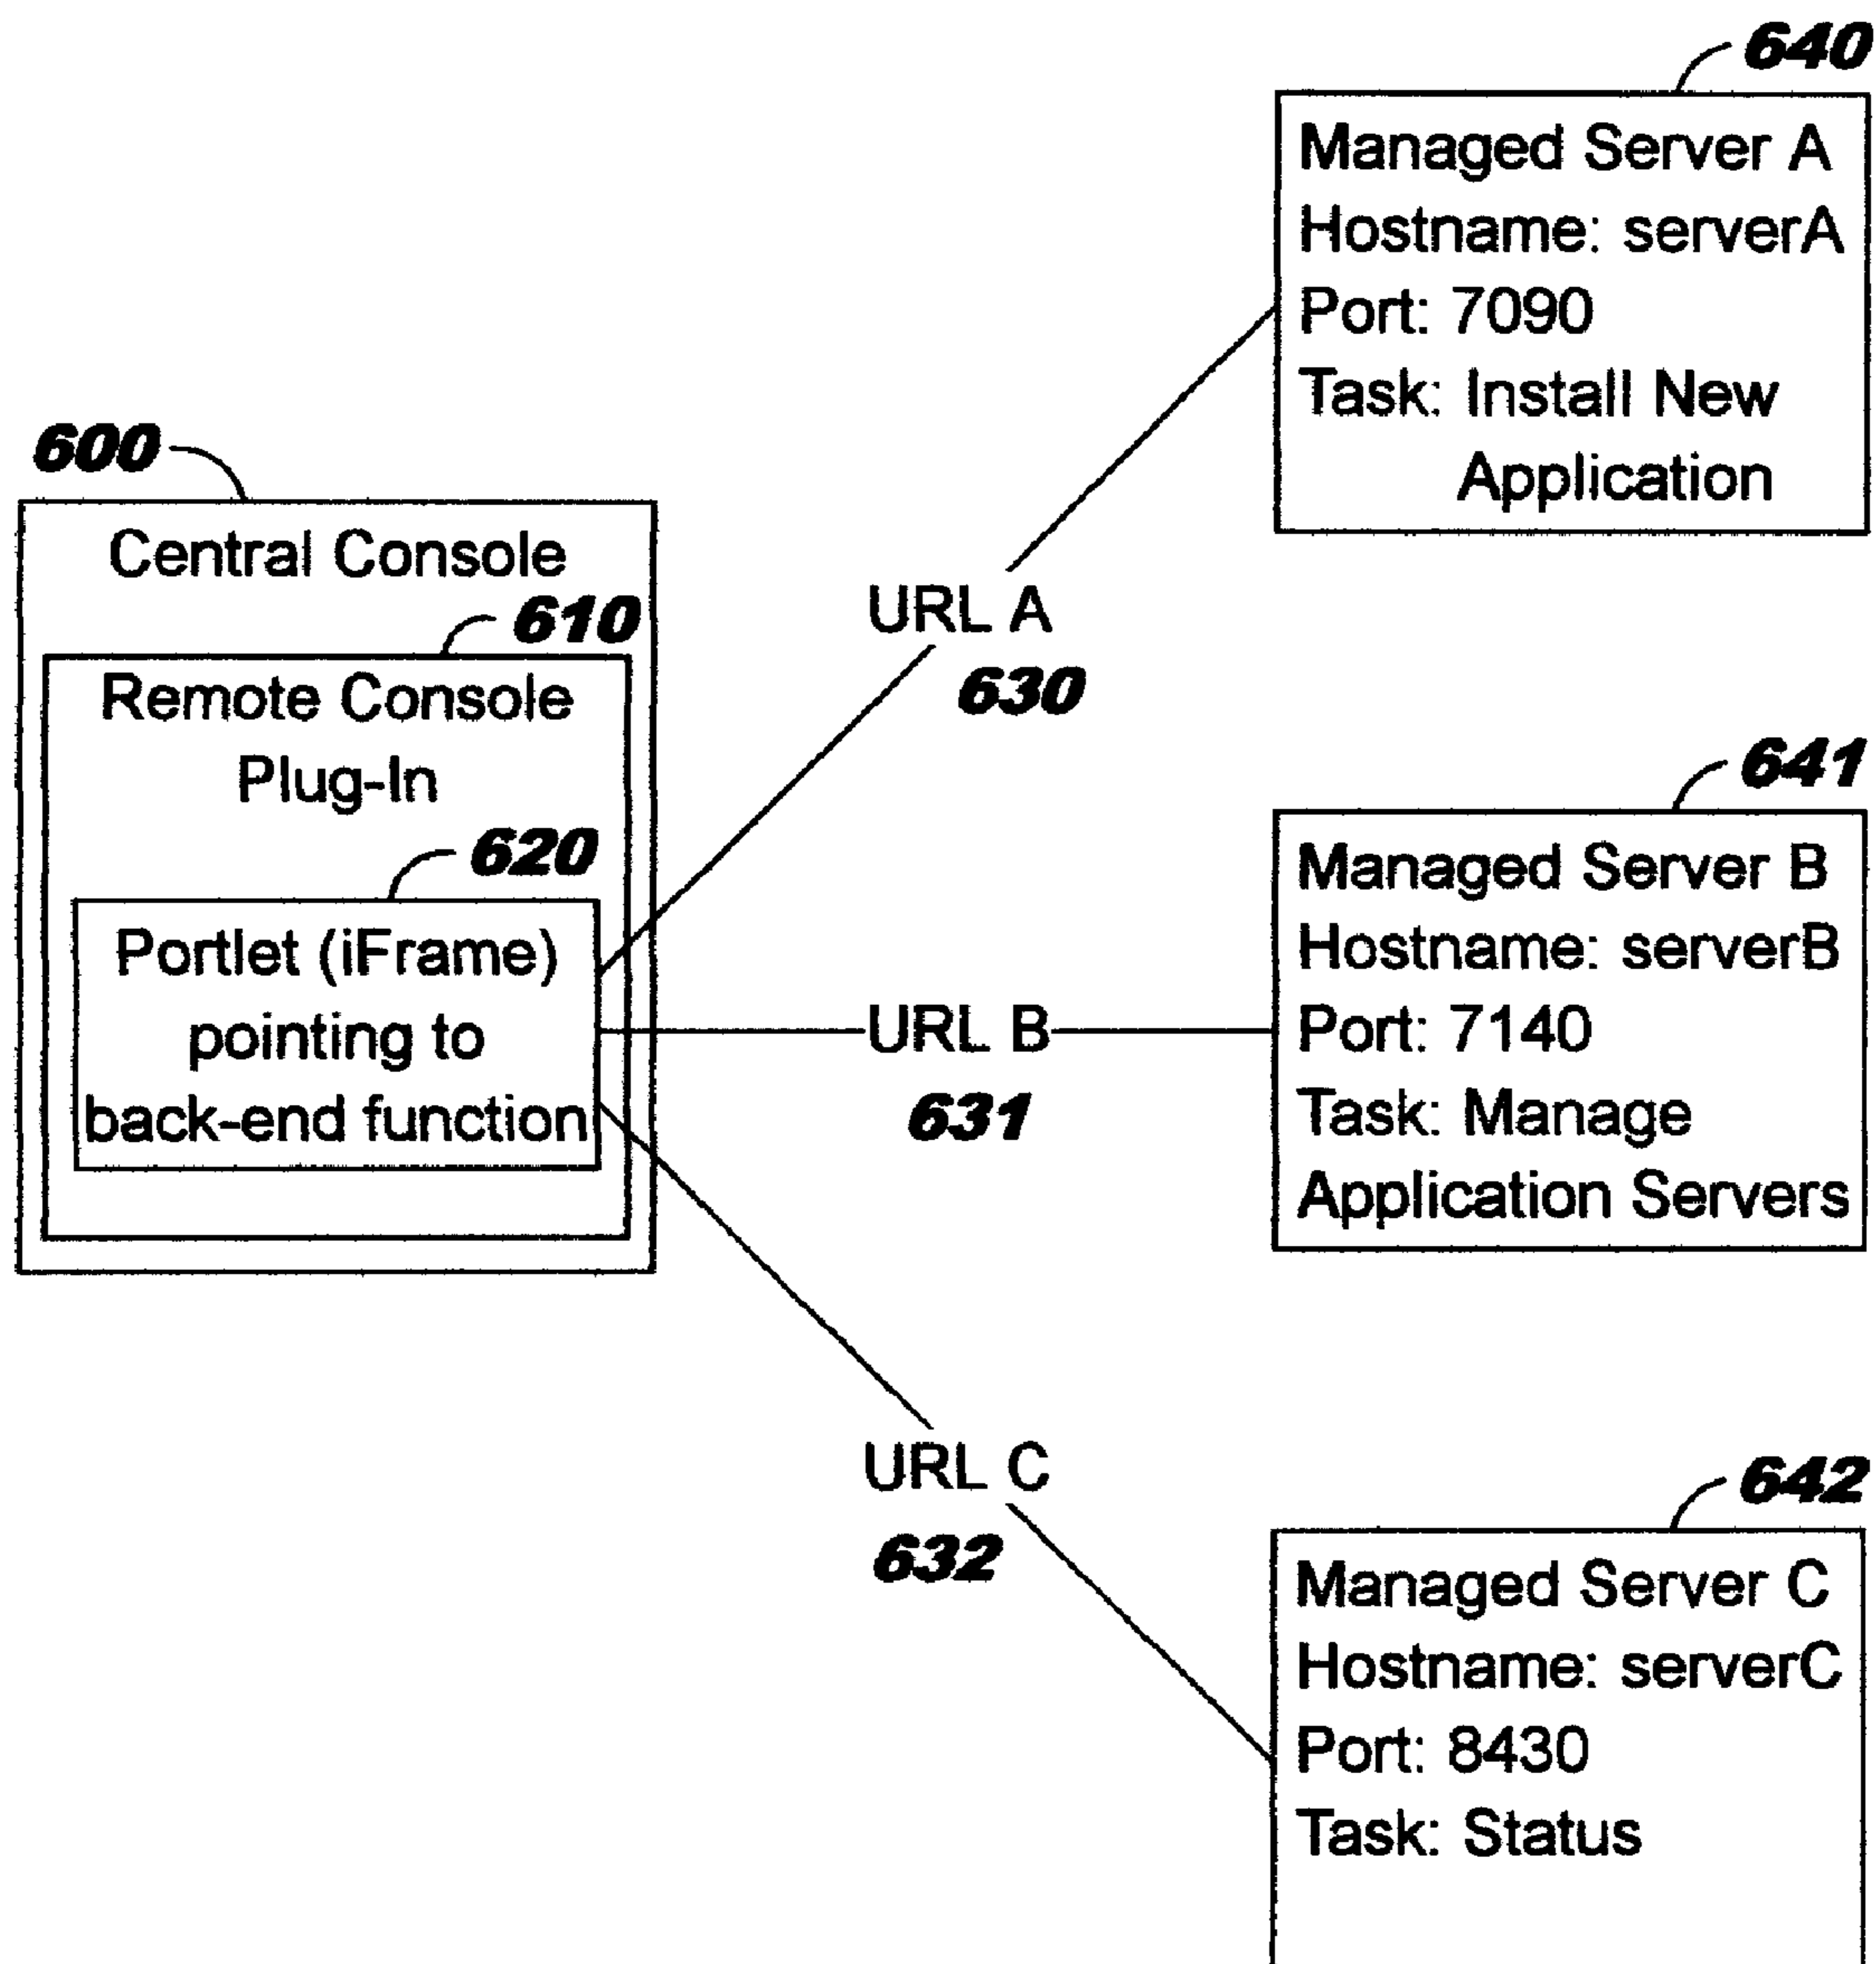 600
Central Console
610
Remote Console
Plug-In
620
Portlet (iFrame)
pointing to
back-end function
URL A
630
URL B
631
URL C
632
640
Managed Server A
Hostname: serverA
Port: 7090
Task: Install New
Application
641
Managed Server B
Hostname: serverB
Port: 7140
Task: Manage
Application Servers
642
Managed Server C
Hostname: serverC
Port: 8430
Task: Status